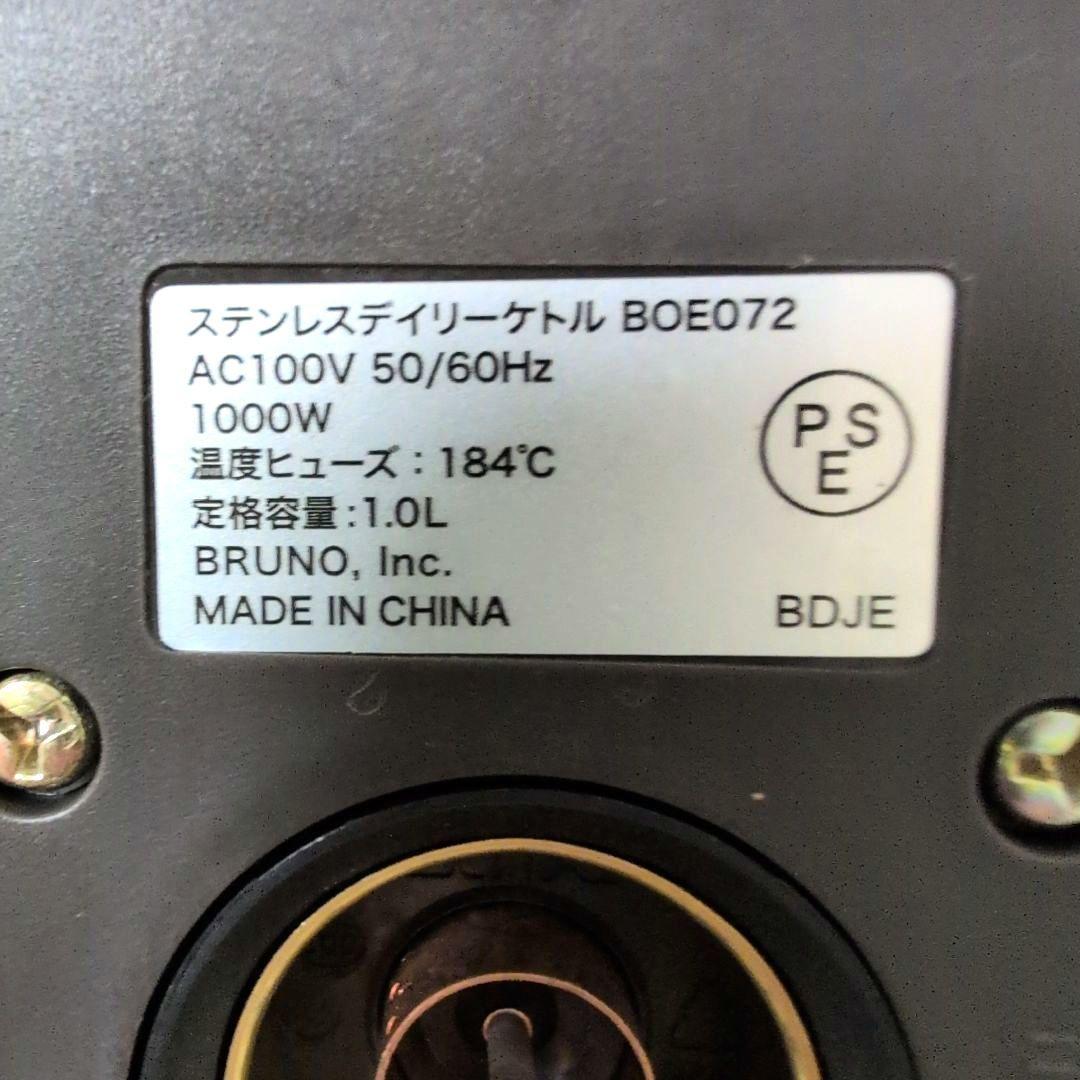 ステンレスデイリーケトル BOE072
AC100V 50/60Hz
1000W
温度ヒューズ：184℃
定格容量:1.0L
BRUNO, Inc.
MADE IN CHINA
PSE
BDJE